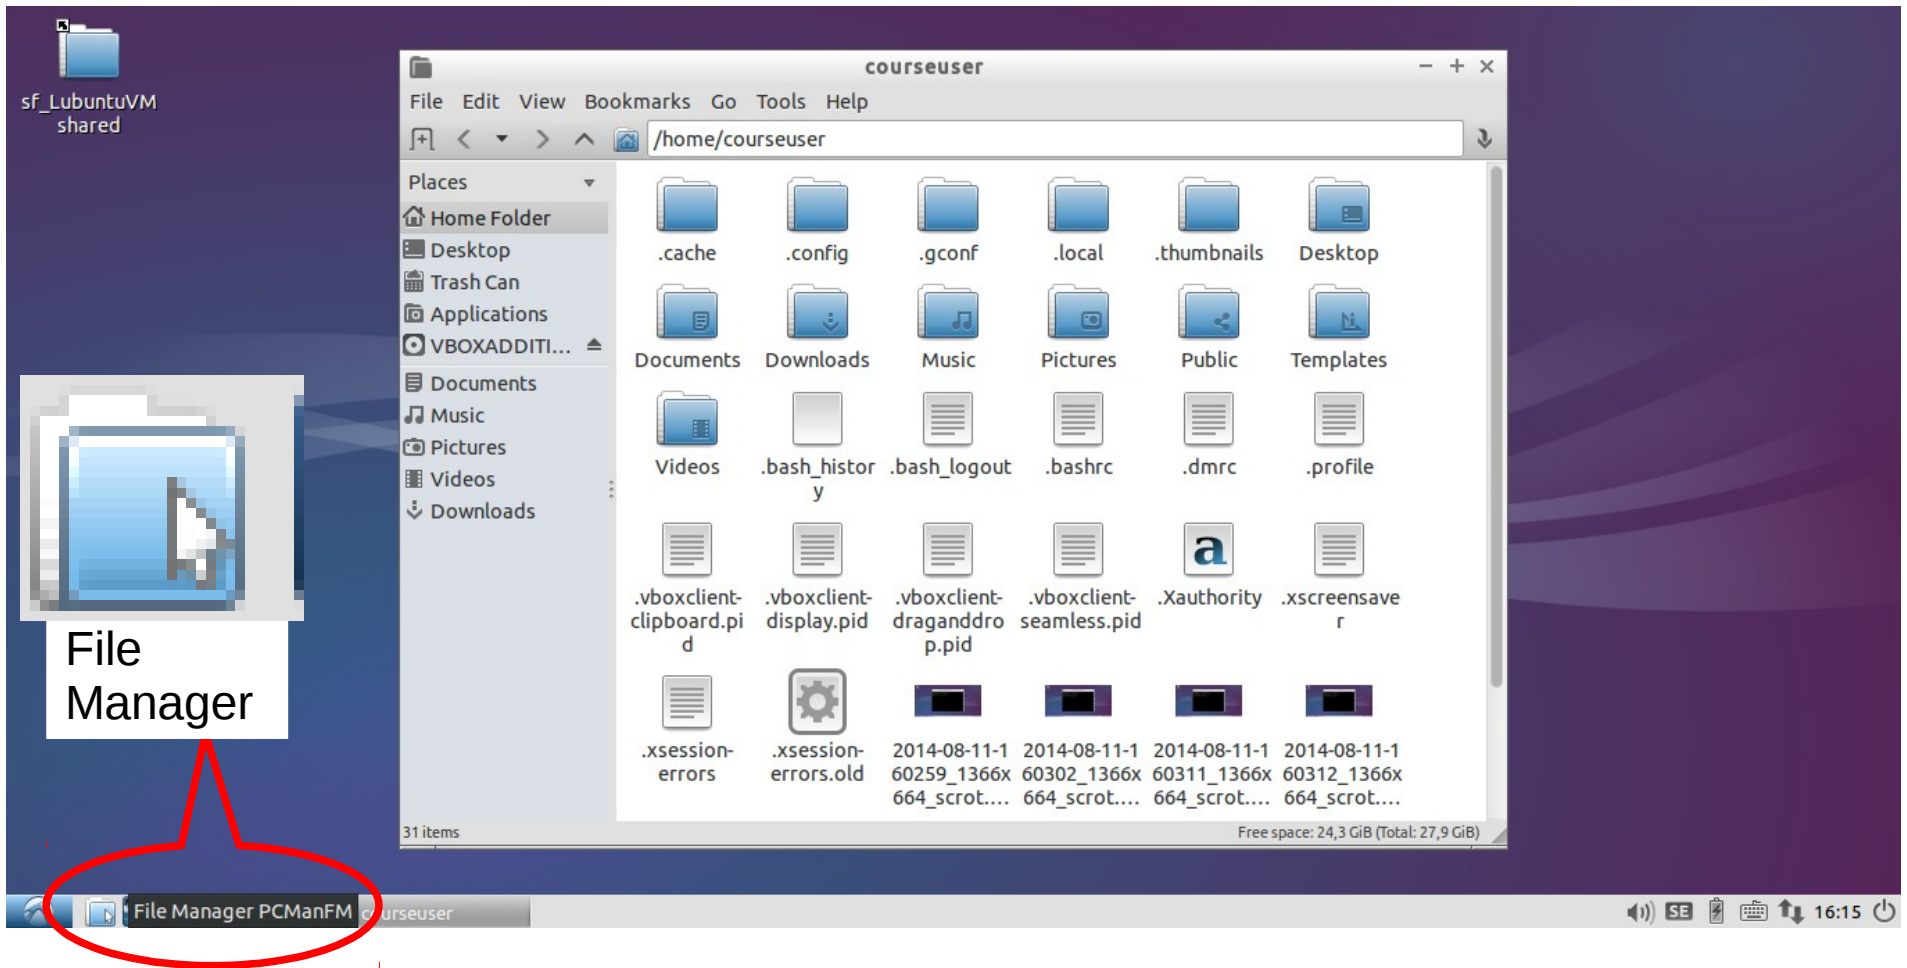 sf_LubuntuVM
shared
courseuser
File Edit View Bookmarks Go Tools Help
/home/courseuser
Places
Home Folder
Desktop
Trash Can
Applications
VBOXADDITI...
Documents
Music
Pictures
Videos
Downloads
.cache .config .gconf .local .thumbnails Desktop
Documents Downloads Music Pictures Public Templates
Videos .bash_histor .bash_logout .bashrc .dmrc .profile
y
.vboxclient- .vboxclient- .vboxclient- .vboxclient- .Xauthority .xscreensave
clipboard.pi display.pid draganddro seamless.pid r
d p.pid
a
.xsession- .xsession- 2014-08-11-1 2014-08-11-1 2014-08-11-1 2014-08-11-1
errors errors.old 60259_1366x 60302_1366x 60311_1366x 60312_1366x
664_scrot.... 664_scrot.... 664_scrot.... 664_scrot....
31 items Free space: 24,3 GiB (Total: 27,9 GiB)
File
Manager
File Manager PCManFM
courseuser
SE 16:15